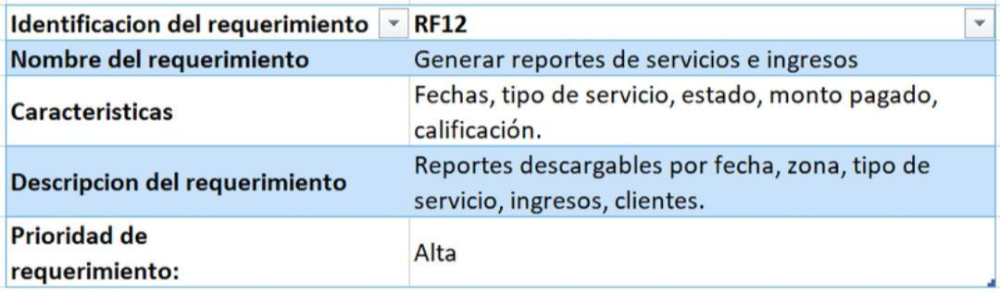 Identificacion del requerimiento RF12
Nombre del requerimiento Generar reportes de servicios e ingresos
Caracteristicas Fechas, tipo de servicio, estado, monto pagado,
calificación.
Descripcion del requerimiento Reportes descargables por fecha, zona, tipo de
servicio, ingresos, clientes.
Prioridad de
requerimiento: Alta